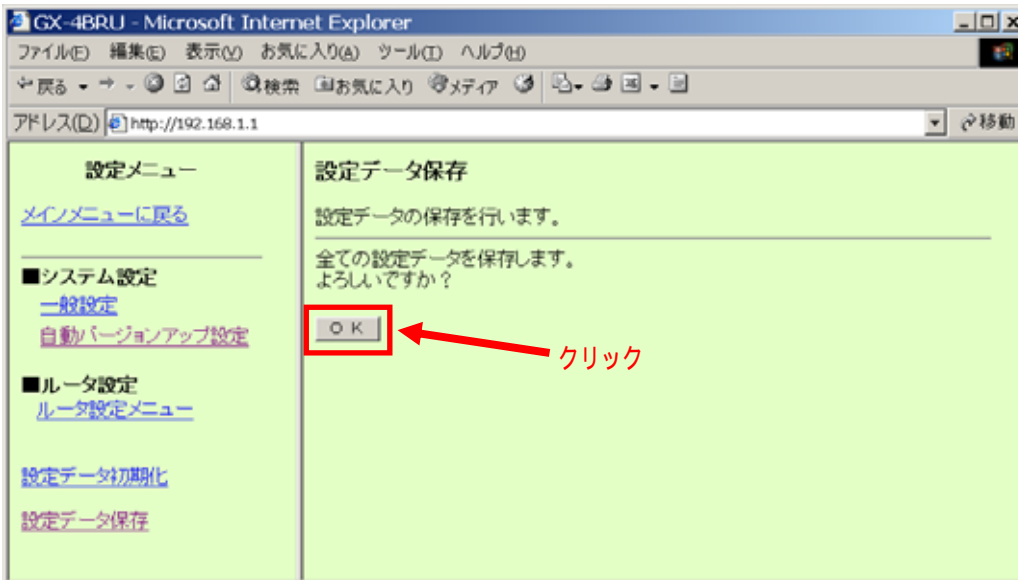 GX-4BRU - Microsoft Internet Explorer
ファイル(F) 編集(E) 表示(V) お気に入り(A) ツール(T) ヘルプ(H)
戻る 検索 お気に入り メディア
アドレス(D) http://192.168.1.1 移動
設定メニュー
メインメニューに戻る
■システム設定
一般設定
自動バージョンアップ設定
■ルータ設定
ルータ設定メニュー
設定データ初期化
設定データ保存
設定データ保存
設定データの保存を行います。
全ての設定データを保存します。
よろしいですか？
ＯＫ
クリック